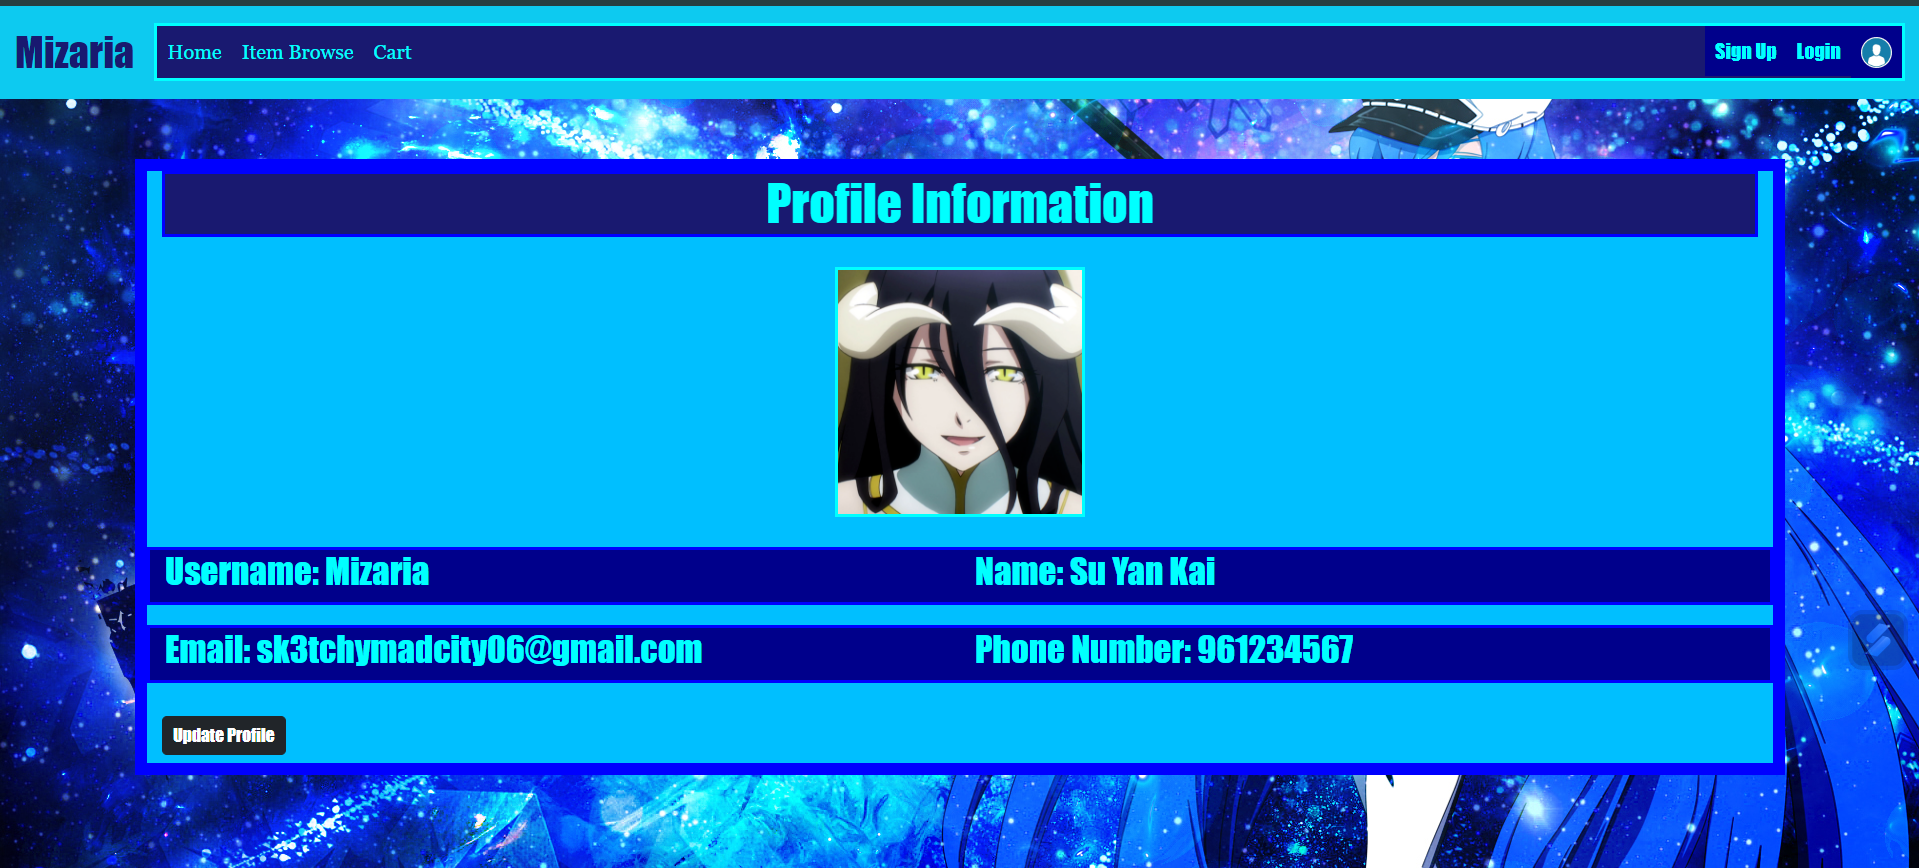 Mizaria Home Item Browse Cart Sign Up Login
Profile Information
Username: Mizaria Name: Su Yan Kai
Email: sk3tchymadcity06@gmail.com Phone Number: 961234567
Update Profile